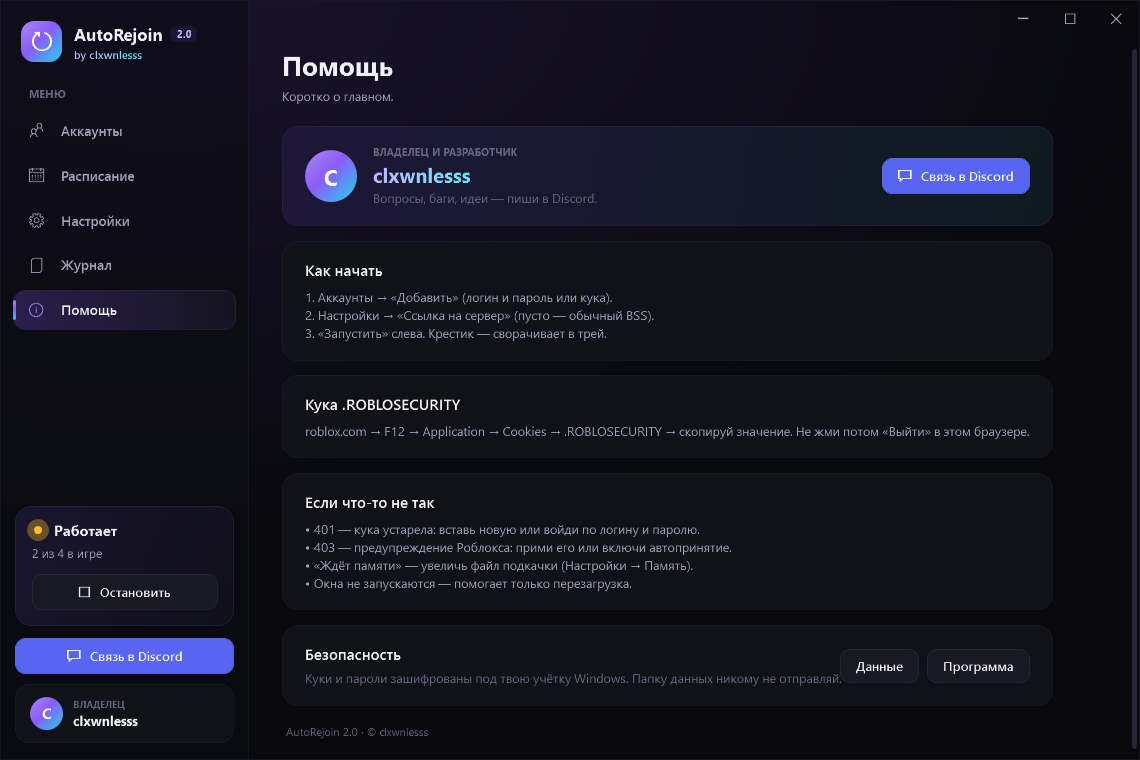 AutoRejoin 2.0
by clxwnlesss
МЕНЮ
Аккаунты
Расписание
Настройки
Журнал
Помощь
Работает
2 из 4 в игре
Остановить
Связь в Discord
C
ВЛАДЕЛЕЦ
clxwnlesss
Помощь
Коротко о главном.
C
ВЛАДЕЛЕЦ И РАЗРАБОТЧИК
clxwnlesss
Вопросы, баги, идеи — пиши в Discord.
Связь в Discord
Как начать
1. Аккаунты → «Добавить» (логин и пароль или кука).
2. Настройки → «Ссылка на сервер» (пусто — обычный BSS).
3. «Запустить» слева. Крестик — сворачивает в трей.
Кука .ROBLOSECURITY
roblox.com → F12 → Application → Cookies → .ROBLOSECURITY → скопируй значение. Не жми потом «Выйти» в этом браузере.
Если что-то не так
• 401 — кука устарела: вставь новую или войди по логину и паролю.
• 403 — предупреждение Роблокса: прими его или включи автопринятие.
• «Ждёт памяти» — увеличь файл подкачки (Настройки → Память).
• Окна не запускаются — помогает только перезагрузка.
Безопасность
Куки и пароли зашифрованы под твою учётку Windows. Папку данных никому не отправляй.
Данные
Программа
AutoRejoin 2.0 · © clxwnlesss